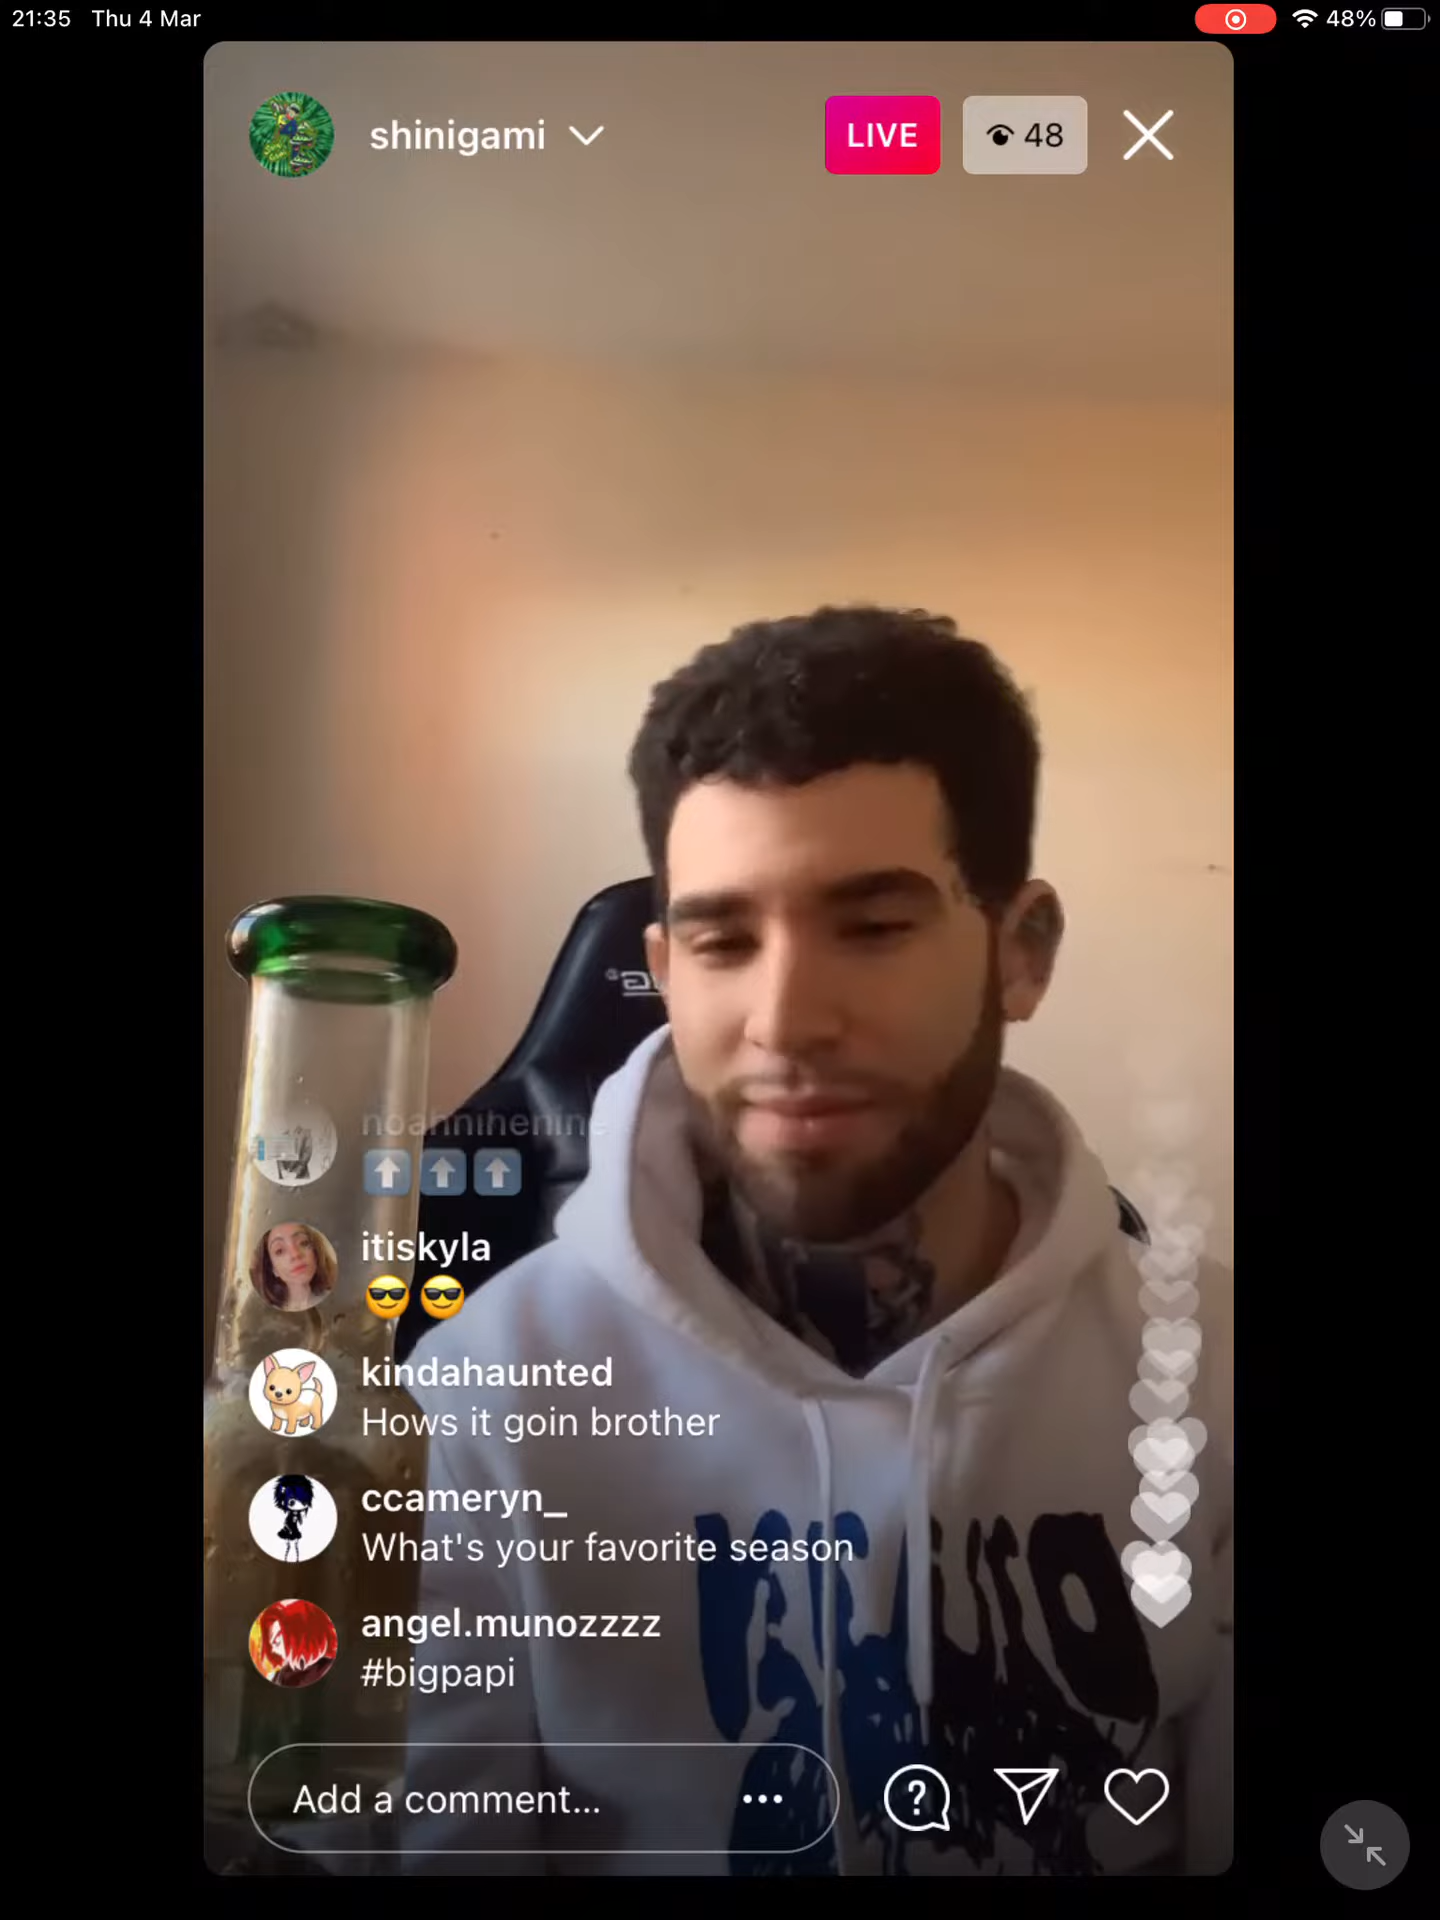 21:35 Thu 4 Mar
48%
shinigami
LIVE
48
noahnihenine
itiskyla
kindahaunted
Hows it goin brother
ccameryn_
What's your favorite season
angel.munozzzz
#bigpapi
Add a comment...